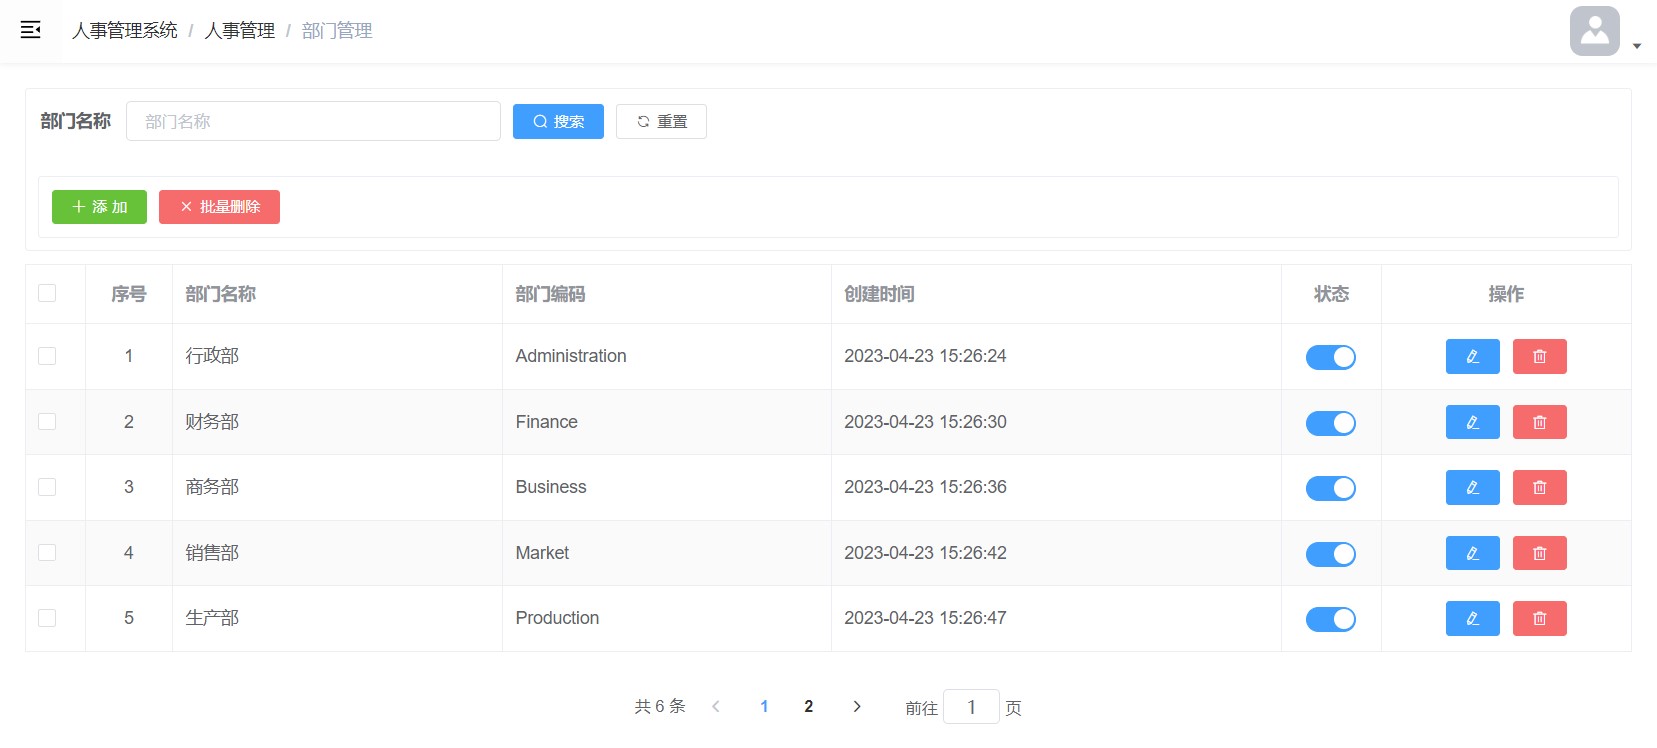 人事管理系统 / 人事管理 / 部门管理
部门名称 部门名称 搜索 重置
添 加 批量删除
序号 部门名称 部门编码 创建时间 状态 操作
1 行政部 Administration 2023-04-23 15:26:24
2 财务部 Finance 2023-04-23 15:26:30
3 商务部 Business 2023-04-23 15:26:36
4 销售部 Market 2023-04-23 15:26:42
5 生产部 Production 2023-04-23 15:26:47
共 6 条 1 2 前往 1 页